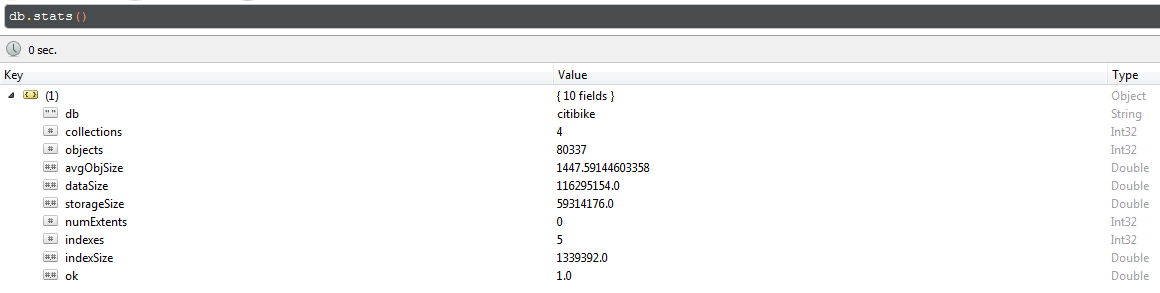 db.stats()
0 sec.
Key Value Type
(1) { 10 fields } Object
db citibike String
collections 4 Int32
objects 80337 Int32
avgObjSize 1447.59144603358 Double
dataSize 116295154.0 Double
storageSize 59314176.0 Double
numExtents 0 Int32
indexes 5 Int32
indexSize 1339392.0 Double
ok 1.0 Double